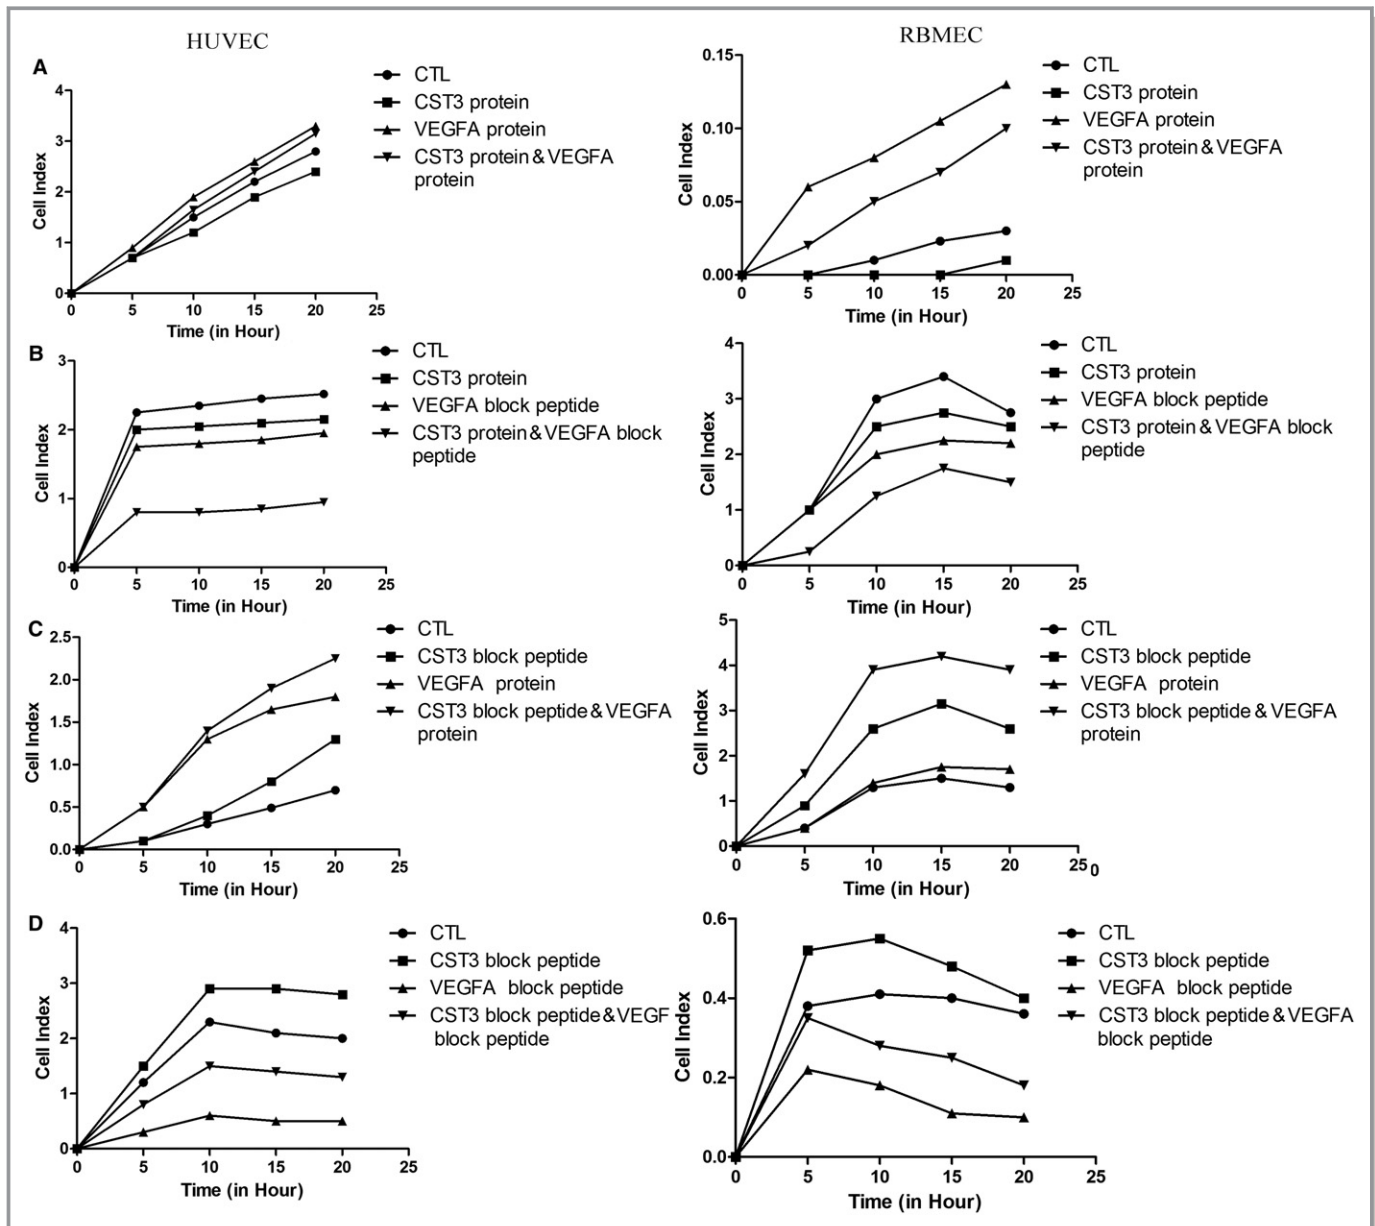 HUVEC
RBMEC
A
4
3
2
1
0
0 5 10 15 20 25
Cell Index
Time (in Hour)
CTL
CST3 protein
VEGFA protein
CST3 protein & VEGFA
protein
0.15
0.10
0.05
0.00
0 5 10 15 20 25
Cell Index
Time (in Hour)
CTL
CST3 protein
VEGFA protein
CST3 protein & VEGFA
protein
B
3
2
1
0
0 5 10 15 20 25
Cell Index
Time (in Hour)
CTL
CST3 protein
VEGFA block peptide
CST3 protein & VEGFA block
peptide
4
3
2
1
0
0 5 10 15 20 25
Cell Index
Time (in Hour)
CTL
CST3 protein
VEGFA block peptide
CST3 protein & VEGFA block
peptide
C
2.5
2.0
1.5
1.0
0.5
0.0
0 5 10 15 20 25
Cell Index
Time (in Hour)
CTL
CST3 block peptide
VEGFA protein
CST3 block peptide & VEGFA
protein
5
4
3
2
1
0
0 5 10 15 20 25 0
Cell Index
Time (in Hour)
CTL
CST3 block peptide
VEGFA protein
CST3 block peptide & VEGFA
protein
D
4
3
2
1
0
0 5 10 15 20 25
Cell Index
Time (in Hour)
CTL
CST3 block peptide
VEGFA block peptide
CST3 block peptide & VEGF
block peptide
0.6
0.4
0.2
0.0
0 5 10 15 20 25
Cell Index
Time (in Hour)
CTL
CST3 block peptide
VEGFA block peptide
CST3 block peptide & VEGFA
block peptide